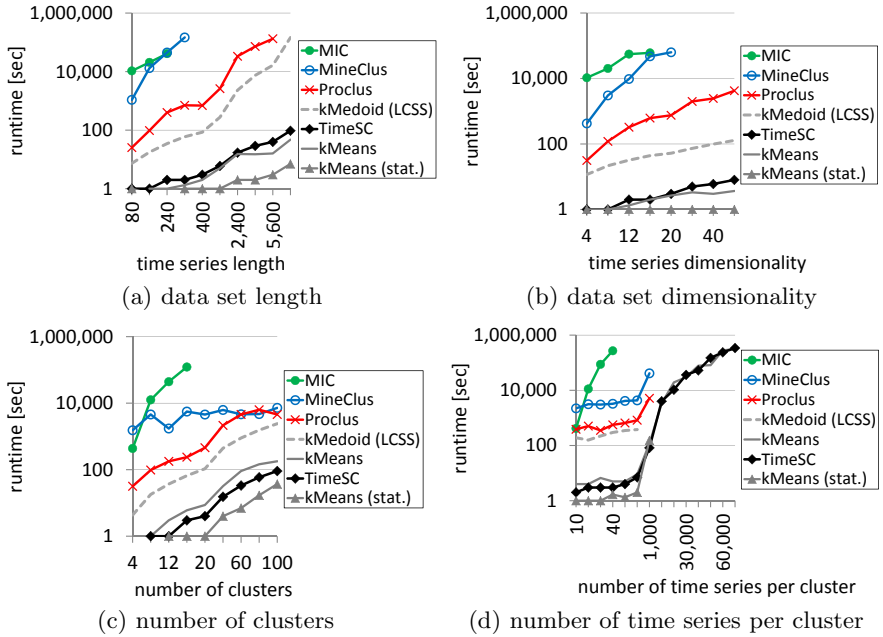 1,000,000
10,000
100
1
runtime [sec]
80
240
400
2,400
5,600
time series length
MIC
MineClus
Proclus
kMedoid (LCSS)
TimeSC
kMeans
kMeans (stat.)
(a) data set length
1,000,000
10,000
100
1
runtime [sec]
4
12
20
40
time series dimensionality
MIC
MineClus
Proclus
kMedoid (LCSS)
TimeSC
kMeans
kMeans (stat.)
(b) data set dimensionality
1,000,000
10,000
100
1
runtime [sec]
4
12
20
60
100
number of clusters
MIC
MineClus
Proclus
kMedoid (LCSS)
kMeans
TimeSC
kMeans (stat.)
(c) number of clusters
1,000,000
10,000
100
1
runtime [sec]
10
40
1,000
30,000
60,000
number of time series per cluster
MIC
MineClus
Proclus
kMedoid (LCSS)
kMeans
TimeSC
kMeans (stat.)
(d) number of time series per cluster